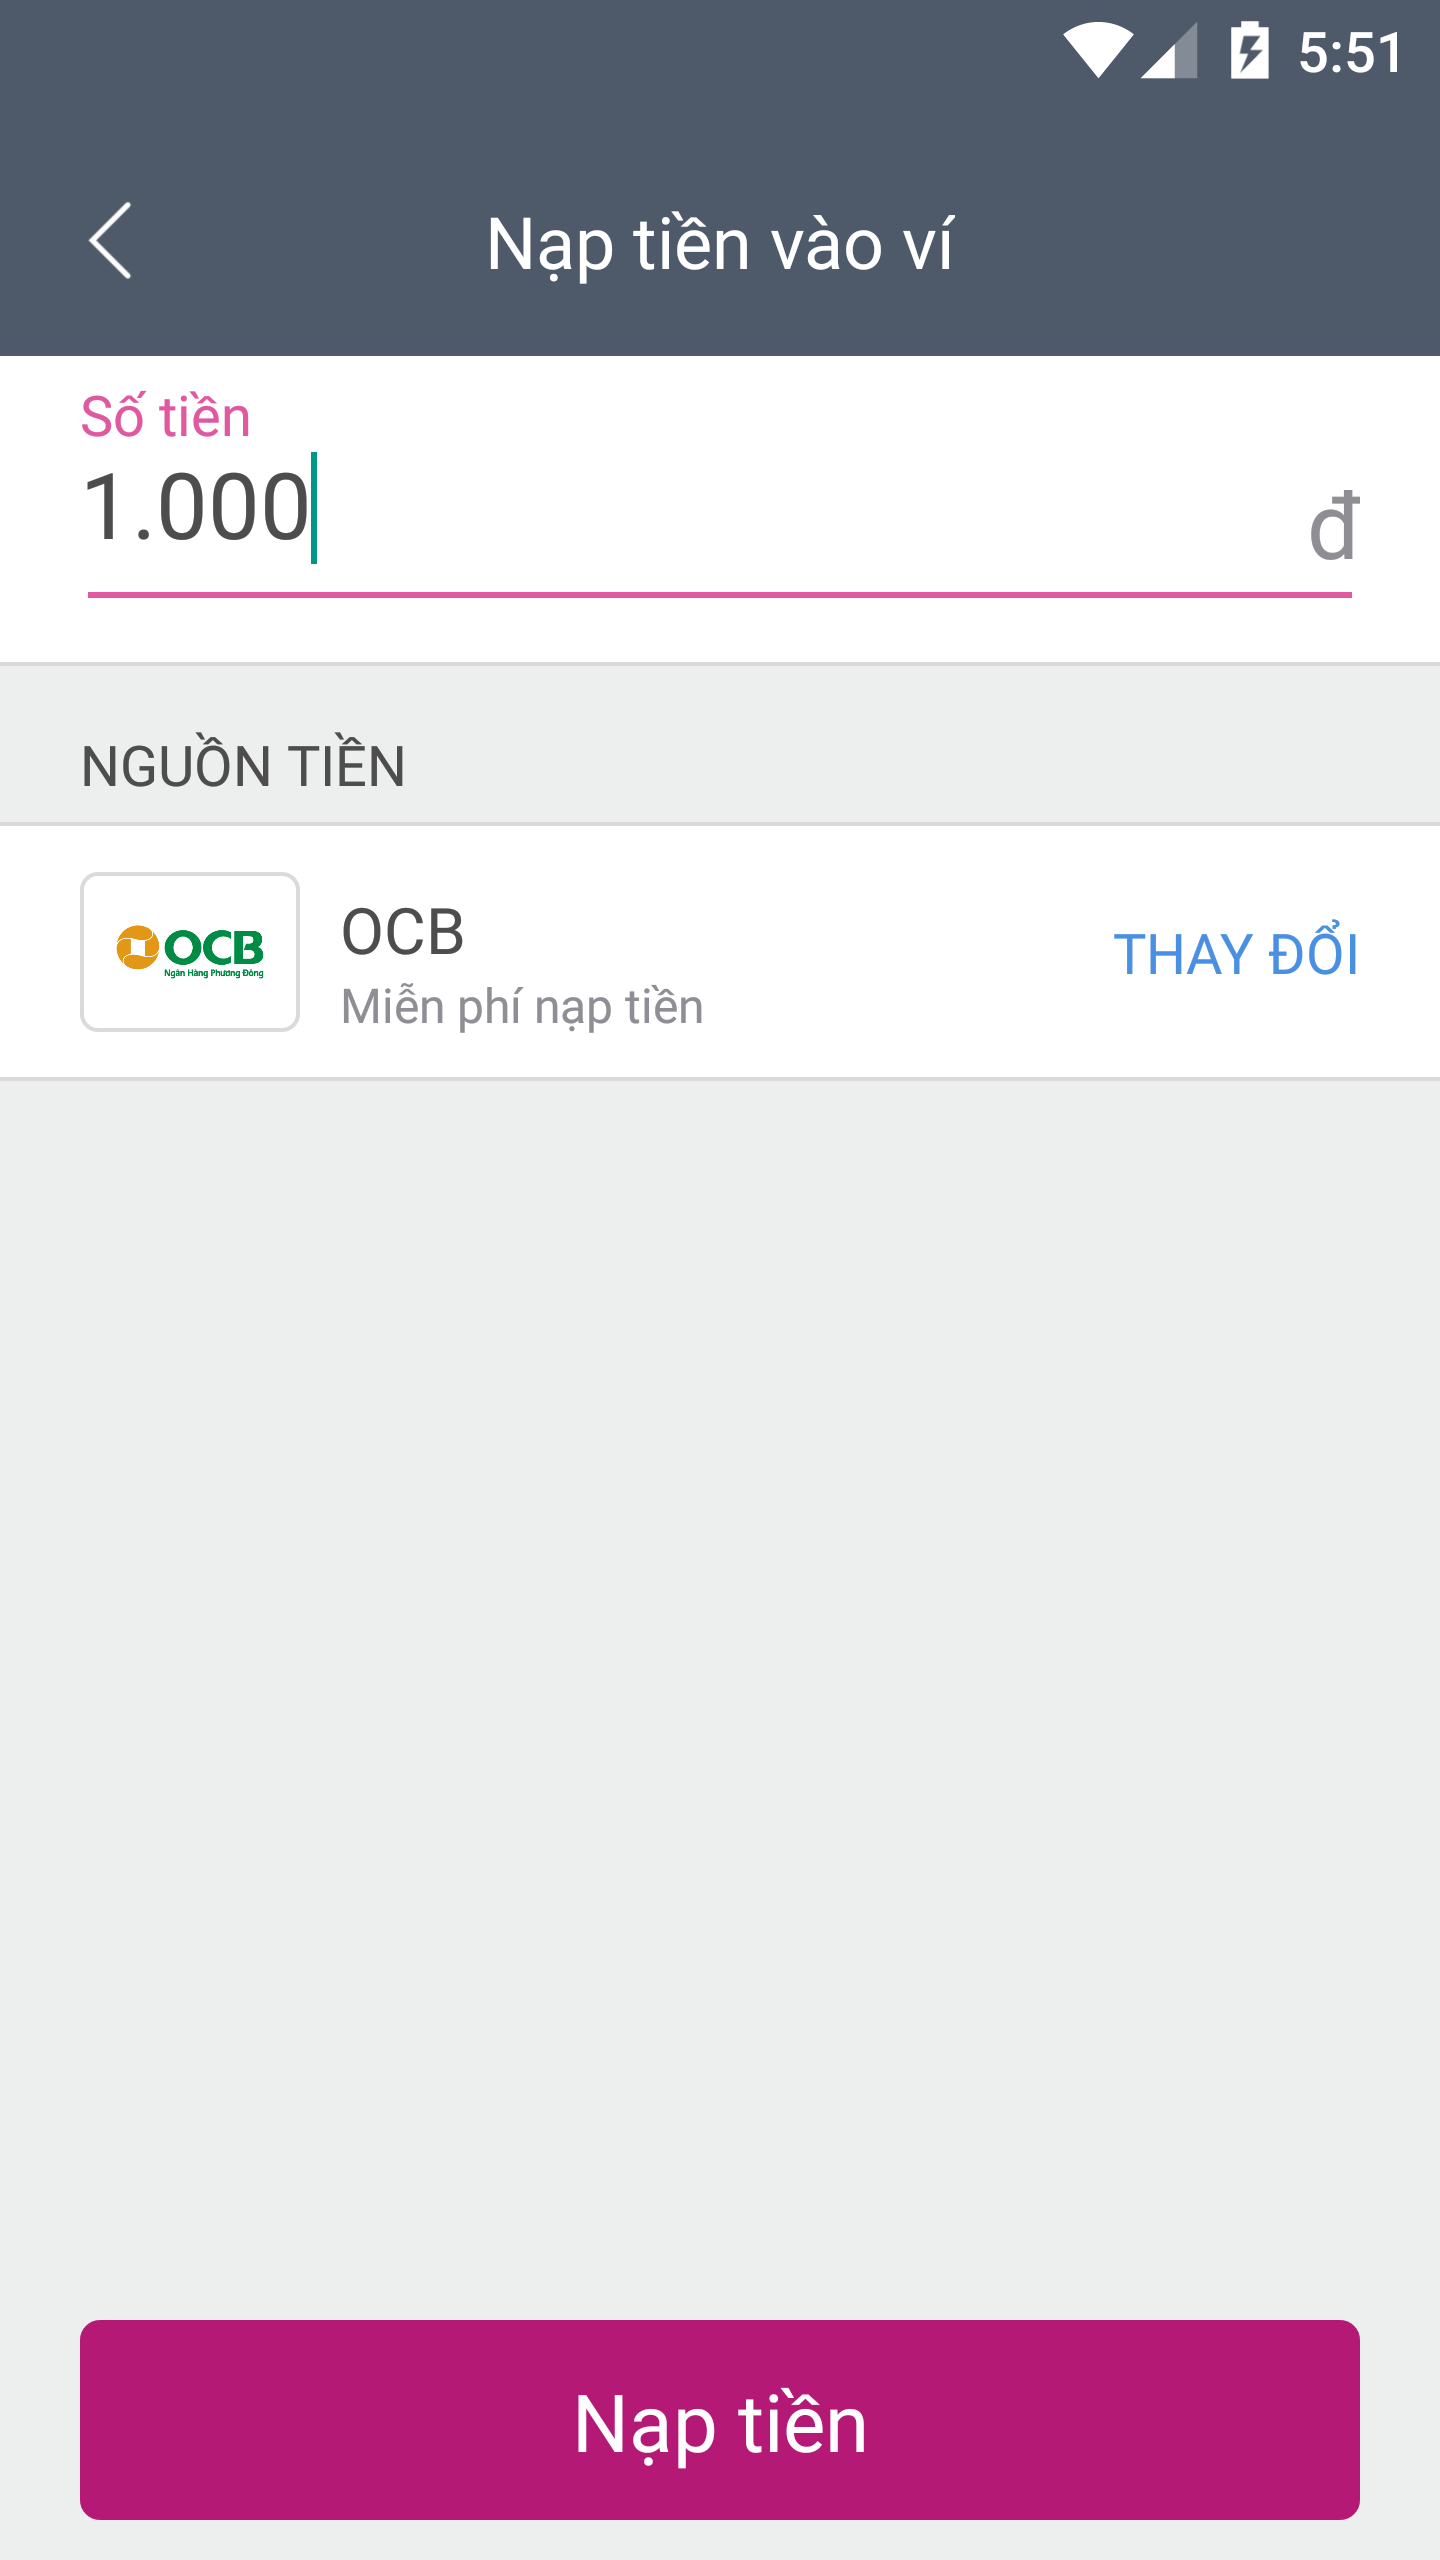 5:51
Nạp tiền vào ví
Số tiền
1.000
đ
NGUỒN TIỀN
OCB
Ngân Hàng Phương Đông
OCB
Miễn phí nạp tiền
THAY ĐỔI
Nạp tiền